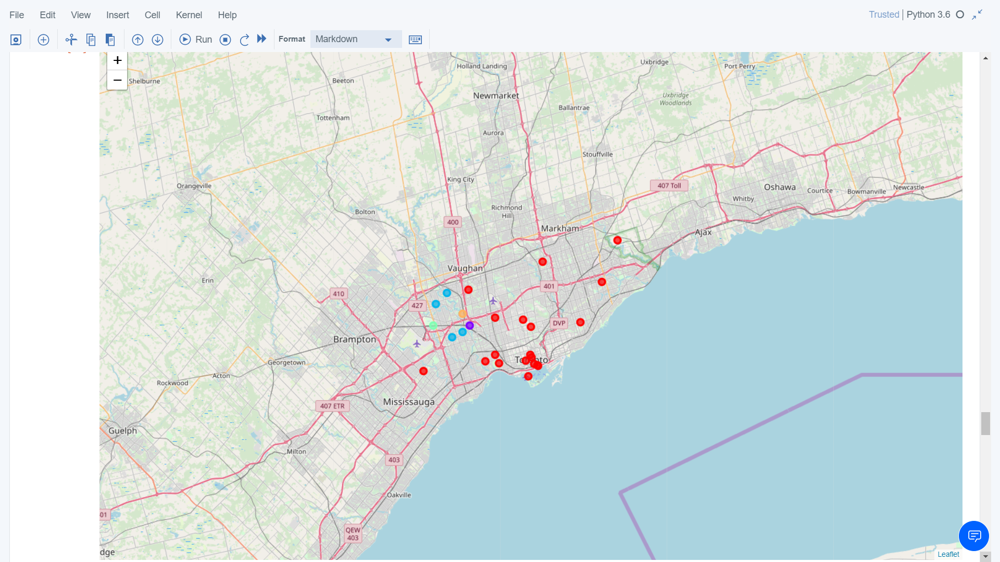 File Edit View Insert Cell Kernel Help
Trusted Python 3.6
Run Format Markdown
+
−
Holland Landing
Uxbridge
Port Perry
Shelburne
Beeton
Newmarket
Uxbridge
Woodlands
Ballantrae
Tottenham
Aurora
Stouffville
King City
Orangeville
407 Toll
Oshawa
Courtice
Bowmanville
Newcastle
Whitby
Richmond
Hill
Bolton
400
Markham
Ajax
Vaughan
Erin
401
410
427
DVP
Brampton
Toronto
Georgetown
Acton
Rockwood
Mississauga
407 ETR
Guelph
Milton
403
Oakville
01
QEW
403
dge
Leaflet